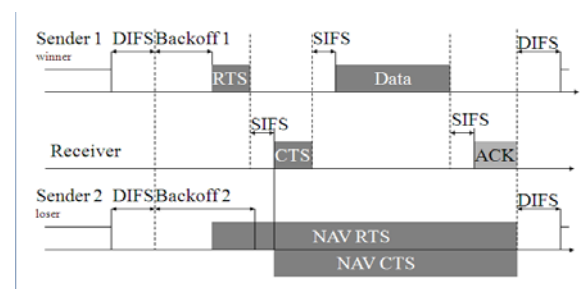 Sender 1 DIFS Backoff 1 SIFS DIFS
winner
RTS Data
SIFS SIFS
Receiver CTS ACK
Sender 2 DIFS Backoff 2 DIFS
loser
NAV RTS
NAV CTS